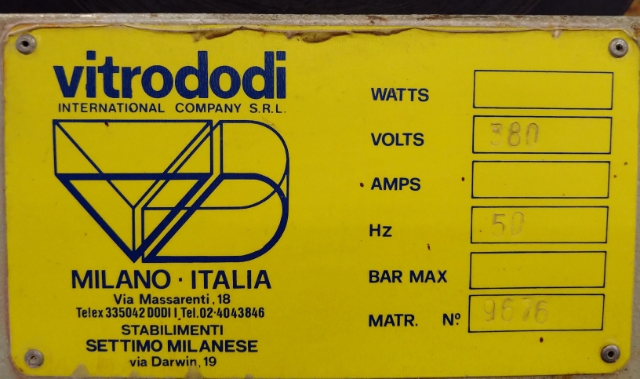 vitrododi
INTERNATIONAL COMPANY S.R.L.
MILANO · ITALIA
Via Massarenti, 18
Telex 335042 DODI I Tel. 02-4043846
STABILIMENTI
SETTIMO MILANESE
via Darwin, 19
WATTS
VOLTS 380
AMPS
Hz 50
BAR MAX
MATR. Nº 9676